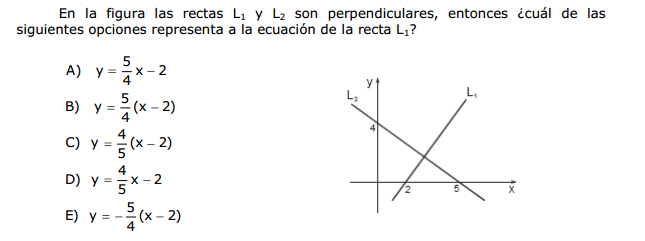 En la figura las rectas L₁ y L₂ son perpendiculares, entonces ¿cuál de las
siguientes opciones representa a la ecuación de la recta L₁?
A) y = 5/4 x – 2
B) y = 5/4 (x – 2)
C) y = 4/5 (x – 2)
D) y = 4/5 x – 2
E) y = – 5/4 (x – 2)
y
L₂
L₁
4
2
5
x